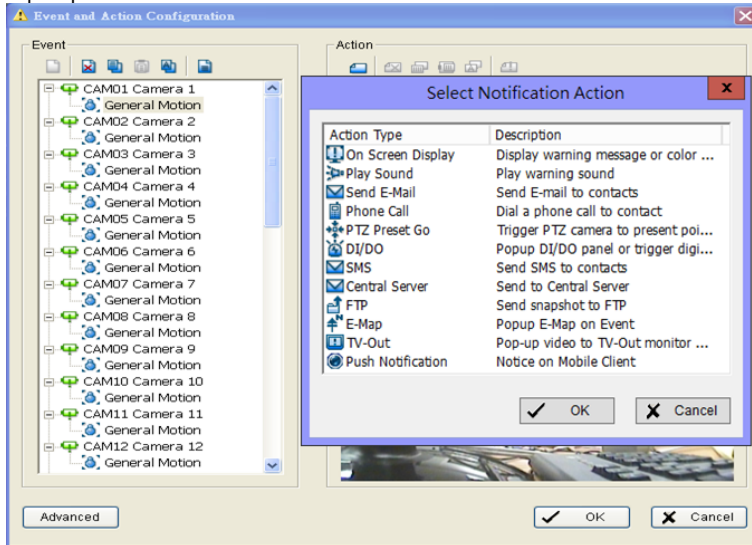 Event and Action Configuration
Event
Action
CAM01 Camera 1
General Motion
CAM02 Camera 2
General Motion
CAM03 Camera 3
General Motion
CAM04 Camera 4
General Motion
CAM05 Camera 5
General Motion
CAM06 Camera 6
General Motion
CAM07 Camera 7
General Motion
CAM08 Camera 8
General Motion
CAM09 Camera 9
General Motion
CAM10 Camera 10
General Motion
CAM11 Camera 11
General Motion
CAM12 Camera 12
General Motion
Select Notification Action
x
Action Type Description
On Screen Display Display warning message or color ...
Play Sound Play warning sound
Send E-Mail Send E-mail to contacts
Phone Call Dial a phone call to contact
PTZ Preset Go Trigger PTZ camera to present poi...
DI/DO Popup DI/DO panel or trigger digi...
SMS Send SMS to contacts
Central Server Send to Central Server
FTP Send snapshot to FTP
E-Map Popup E-Map on Event
TV-Out Pop-up video to TV-Out monitor ...
Push Notification Notice on Mobile Client
OK Cancel
Advanced OK Cancel